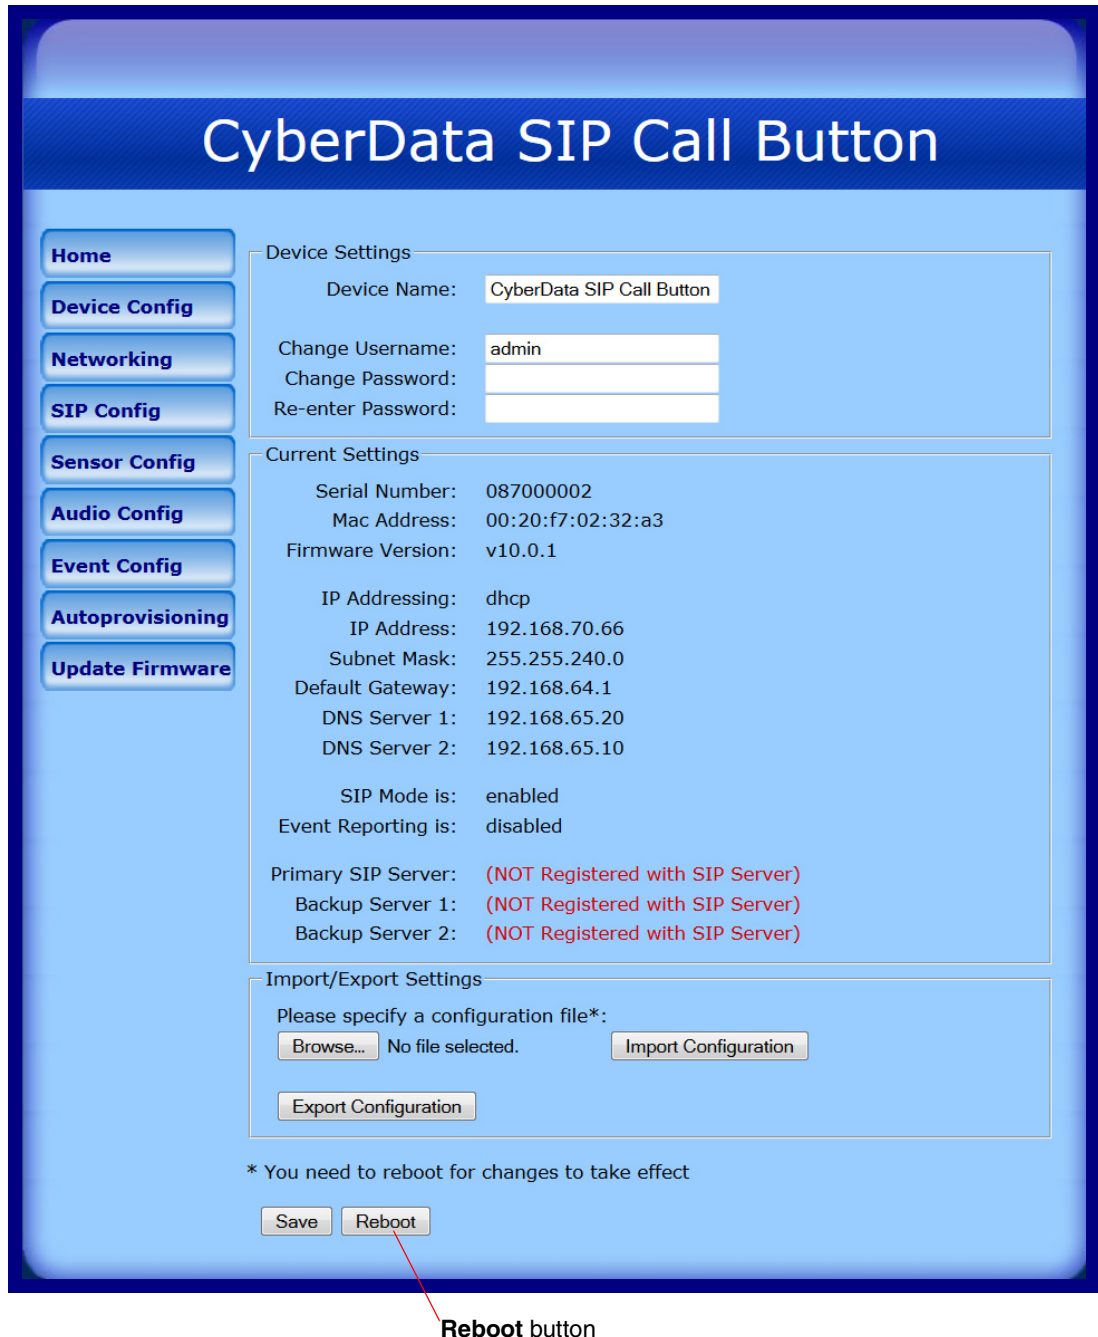 CyberData SIP Call Button
Home
Device Config
Networking
SIP Config
Sensor Config
Audio Config
Event Config
Autoprovisioning
Update Firmware
Device Settings
Device Name: CyberData SIP Call Button
Change Username: admin
Change Password:
Re-enter Password:
Current Settings
Serial Number: 087000002
Mac Address: 00:20:f7:02:32:a3
Firmware Version: v10.0.1
IP Addressing: dhcp
IP Address: 192.168.70.66
Subnet Mask: 255.255.240.0
Default Gateway: 192.168.64.1
DNS Server 1: 192.168.65.20
DNS Server 2: 192.168.65.10
SIP Mode is: enabled
Event Reporting is: disabled
Primary SIP Server: (NOT Registered with SIP Server)
Backup Server 1: (NOT Registered with SIP Server)
Backup Server 2: (NOT Registered with SIP Server)
Import/Export Settings
Please specify a configuration file*:
Browse... No file selected. Import Configuration
Export Configuration
* You need to reboot for changes to take effect
Save Reboot
Reboot button